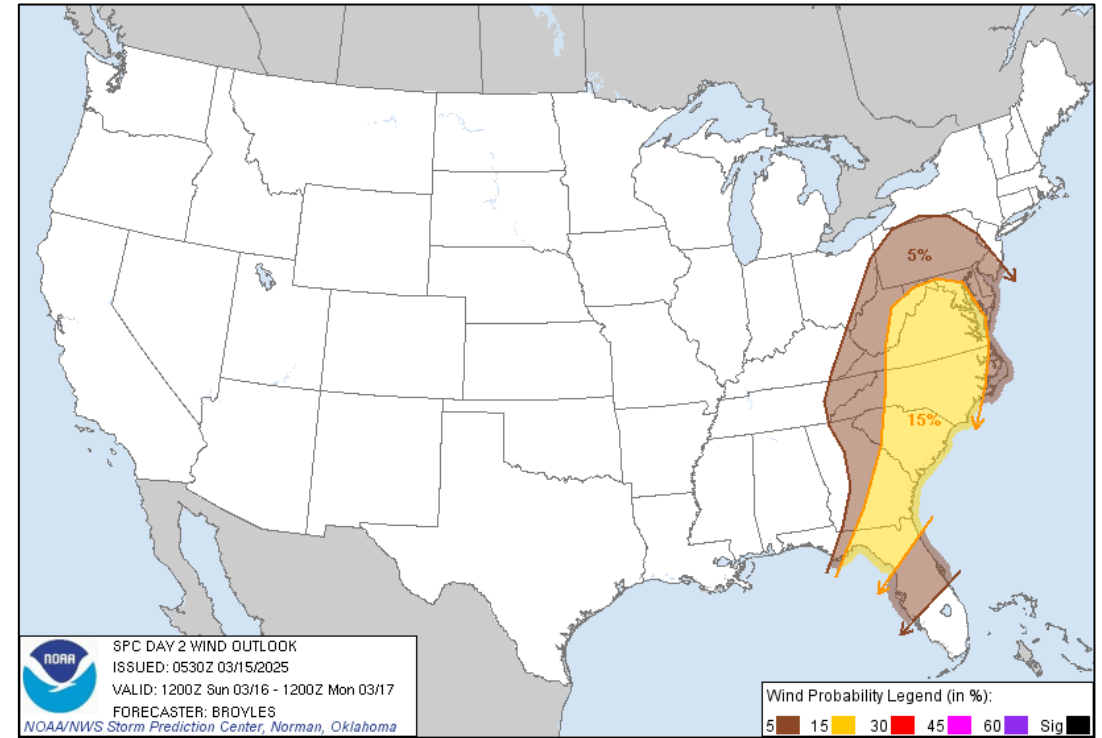 5%
15%
NOAA
SPC DAY 2 WIND OUTLOOK
ISSUED: 0530Z 03/15/2025
VALID: 1200Z Sun 03/16 - 1200Z Mon 03/17
FORECASTER: BROYLES
NOAA/NWS Storm Prediction Center, Norman, Oklahoma
Wind Probability Legend (in %):
5 15 30 45 60 Sig